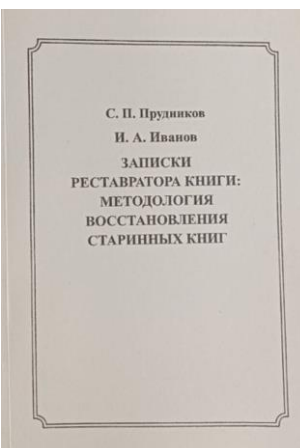 С. П. Прудников
И. А. Иванов
ЗАПИСКИ
РЕСТАВРАТОРА КНИГИ:
МЕТОДОЛОГИЯ
ВОССТАНОВЛЕНИЯ
СТАРИННЫХ КНИГ